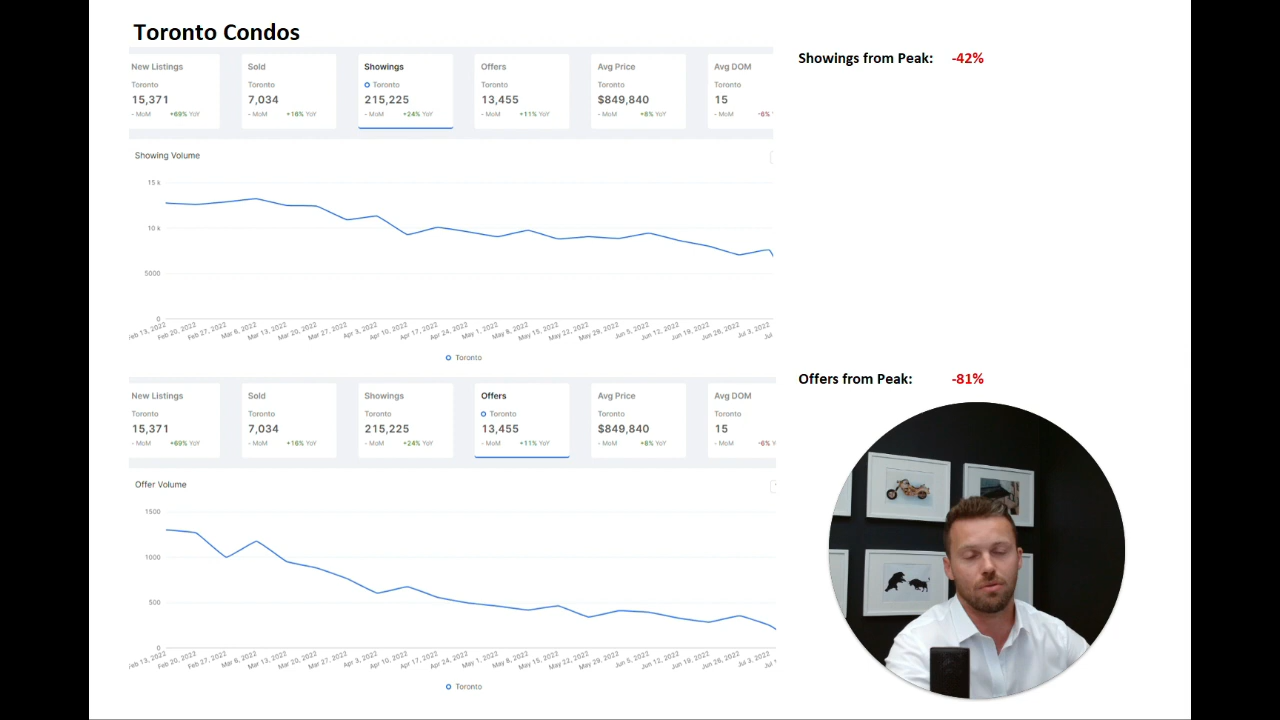 Toronto Condos
New Listings Sold Showings Offers Avg Price Avg DOM
Toronto Toronto Toronto Toronto Toronto Toronto
15,371 7,034 215,225 13,455 $849,840 15
- MoM +69% YoY - MoM +16% YoY - MoM +24% YoY - MoM +11% YoY - MoM +8% YoY - MoM -6%
Showings from Peak: -42%
Showing Volume
15 k
10 k
5000
0
Feb 13, 2022 Feb 20, 2022 Feb 27, 2022 Mar 6, 2022 Mar 13, 2022 Mar 20, 2022 Mar 27, 2022 Apr 3, 2022 Apr 10, 2022 Apr 17, 2022 Apr 24, 2022 May 1, 2022 May 8, 2022 May 15, 2022 May 22, 2022 May 29, 2022 Jun 5, 2022 Jun 12, 2022 Jun 19, 2022 Jun 26, 2022 Jul 3, 2022 Jul
Toronto
New Listings Sold Showings Offers Avg Price Avg DOM
Toronto Toronto Toronto Toronto Toronto Toronto
15,371 7,034 215,225 13,455 $849,840 15
- MoM +69% YoY - MoM +16% YoY - MoM +24% YoY - MoM +11% YoY - MoM +8% YoY - MoM -6% Y
Offers from Peak: -81%
Offer Volume
1500
1000
500
0
Feb 13, 2022 Feb 20, 2022 Feb 27, 2022 Mar 6, 2022 Mar 13, 2022 Mar 20, 2022 Mar 27, 2022 Apr 3, 2022 Apr 10, 2022 Apr 17, 2022 Apr 24, 2022 May 1, 2022 May 8, 2022 May 15, 2022 May 22, 2022 May 29, 2022 Jun 5, 2022 Jun 12, 2022 Jun 19, 2022 Jun 26, 2022 Jul 3, 2022 Jul
Toronto